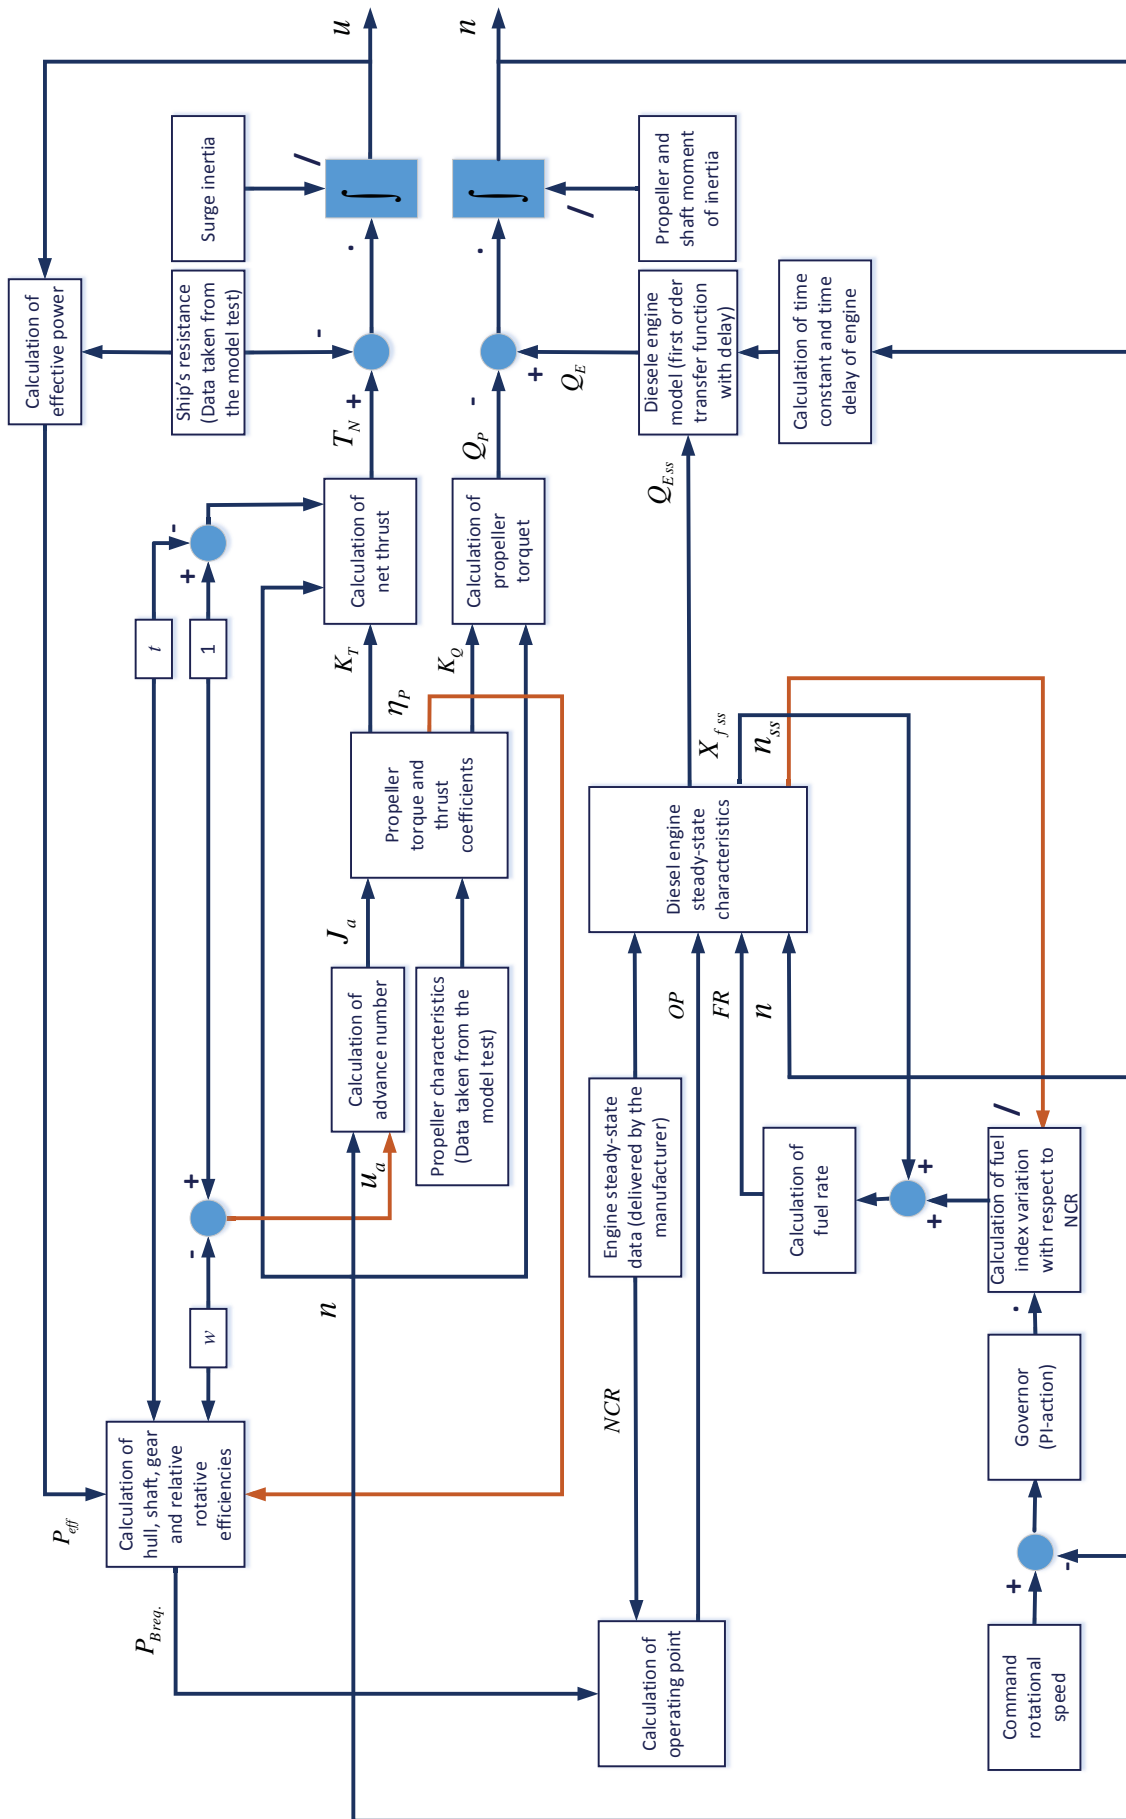 Calculation of
effective power
P_eff
Calculation of
hull, shaft, gear
and relative
rotative
efficiencies
P_Breq.
t
1
w
-
+
-
+
Ship's resistance
(Data taken from
the model test)
Surge inertia
-
/
u
n
u_a
Calculation of
advance number
J_a
Propeller characteristics
(Data taken from the
model test)
Propeller
torque and
thrust
coefficients
K_T
η_P
K_Q
Calculation of
net thrust
T_N
+
.
∫
Calculation of
propeller
torquet
Q_P
-
.
∫
n
+
Q_E
/
Propeller and
shaft moment
of inertia
Calculation of
operating point
NCR
OP
Engine steady-state
data (delivered by the
manufacturer)
FR
n
Diesel engine
steady-state
characteristics
Q_Ess
X_fss
n_ss
Diesele engine
model (first order
transfer function
with delay)
Calculation of time
constant and time
delay of engine
Calculation of
fuel rate
+
+
Command
rotational
speed
+
-
Governor
(PI-action)
.
Calculation of fuel
index variation
with respect to
NCR
/